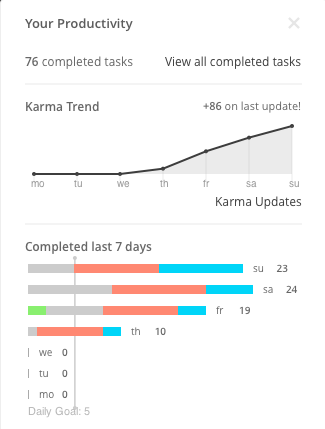 Your Productivity ×
76 completed tasks View all completed tasks
Karma Trend +86 on last update!
mo tu we th fr sa su
Karma Updates
Completed last 7 days
su 23
sa 24
fr 19
th 10
we 0
tu 0
mo 0
Daily Goal: 5